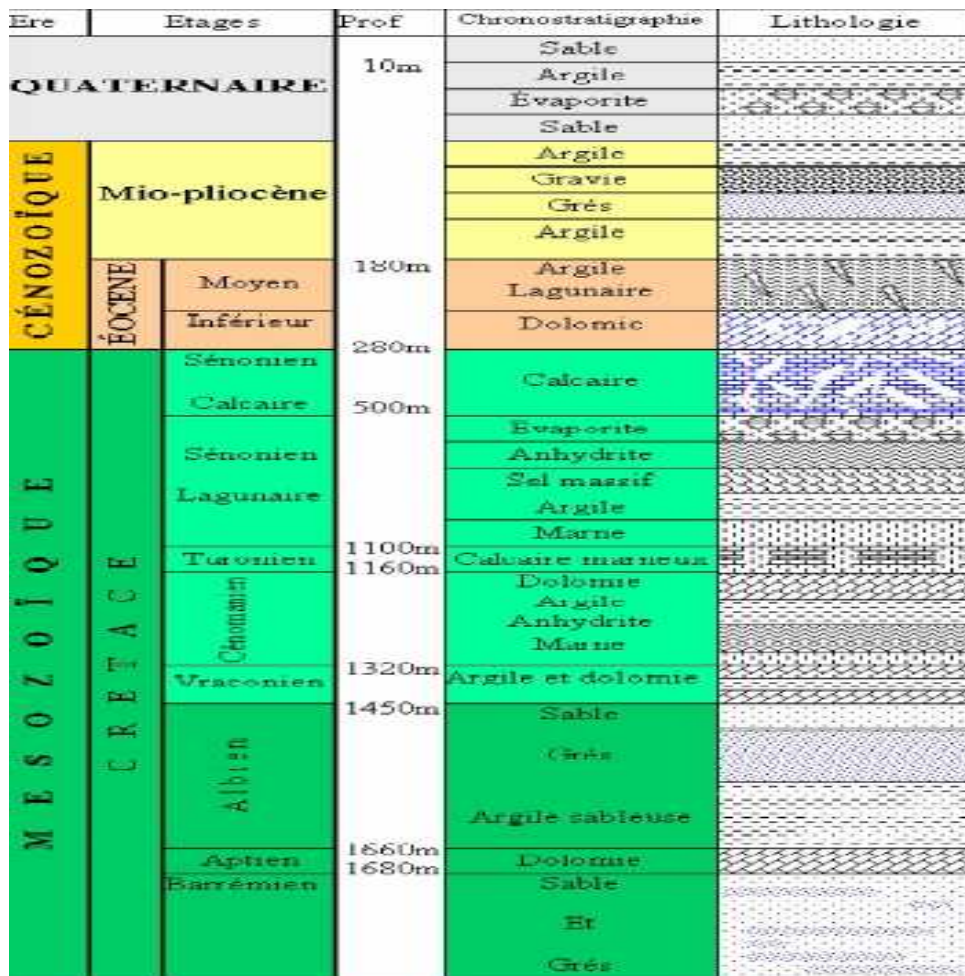 Ere Etages Prof Chronostratigraphie Lithologie
QUATERNAIRE
10m
Sable
Argile
Évaporite
Sable
CÉNOZOÏQUE
Mio-pliocène
Argile
Gravie
Grés
Argile
180m
ÉOCENE
Moyen
Argile
Lagunaire
Inférieur
Dolomie
280m
MESOZOÏQUE
CRETACE
Sénonien
Calcaire
Calcaire
500m
Sénonien
Lagunaire
Evaporite
Anhydrite
Sel massif
Argile
Marne
1100m
Turonien
Calcaire marneux
1160m
Cénomanien
Dolomie
Argile
Anhydrite
Marne
1320m
Vraconien
Argile et dolomie
1450m
Albien
Sable
Grés
Argile sableuse
1660m
Aptien
Dolomie
1680m
Barrémien
Sable
Et
Grés